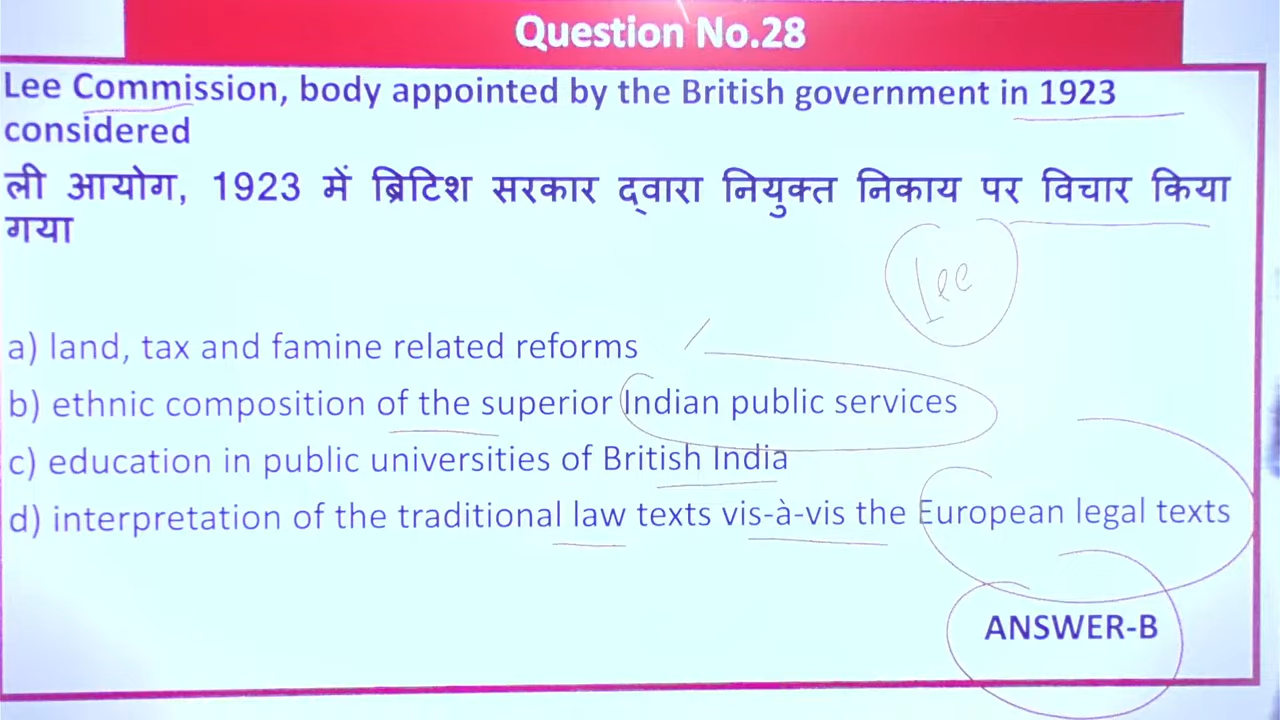 Question No.28
Lee Commission, body appointed by the British government in 1923
considered
ली आयोग, 1923 में ब्रिटिश सरकार द्वारा नियुक्त निकाय पर विचार किया
गया
Lee
a) land, tax and famine related reforms
b) ethnic composition of the superior Indian public services
c) education in public universities of British India
d) interpretation of the traditional law texts vis-à-vis the European legal texts
ANSWER-B